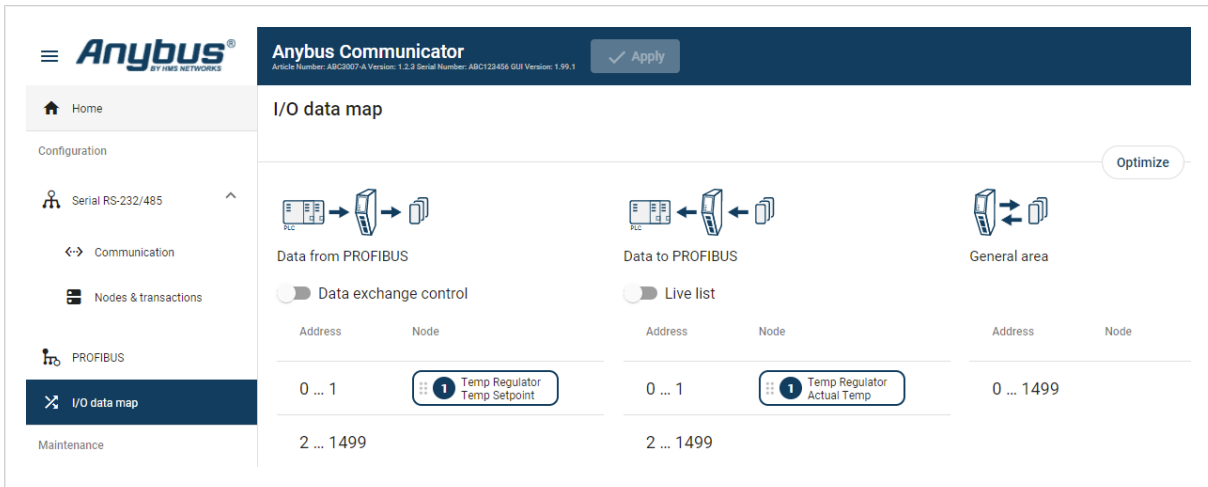 Anybus®
BY HMS NETWORKS
Anybus Communicator
Article Number: ABC3007-A Version: 1.2.3 Serial Number: ABC123456 GUI Version: 1.99.1
Apply
Home
Configuration
Serial RS-232/485
Communication
Nodes & transactions
PROFIBUS
I/O data map
Maintenance
I/O data map
Optimize
PLC
Data from PROFIBUS
Data exchange control
Address Node
0 ... 1
1
Temp Regulator
Temp Setpoint
2 ... 1499
PLC
Data to PROFIBUS
Live list
Address Node
0 ... 1
1
Temp Regulator
Actual Temp
2 ... 1499
General area
Address Node
0 ... 1499